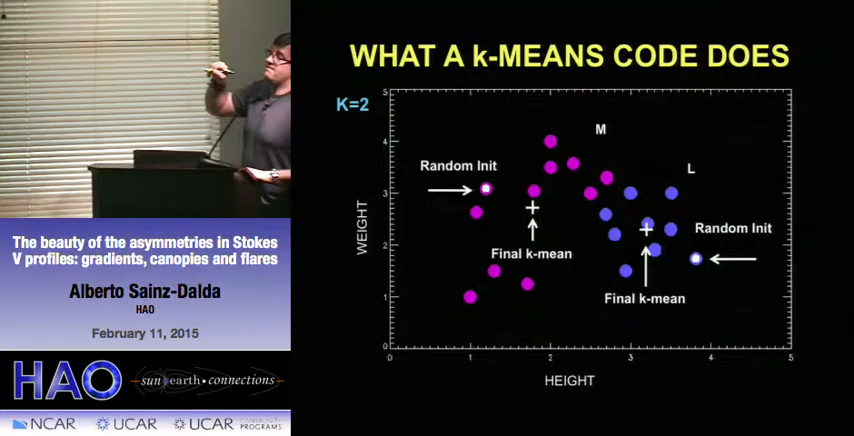 WHAT A k-MEANS CODE DOES
K=2
5
4
3
2
1
0
0
1
2
3
4
5
M
L
Random Init
Random Init
Final k-mean
Final k-mean
WEIGHT
HEIGHT
The beauty of the asymmetries in Stokes
V profiles: gradients, canopies and flares
Alberto Sainz-Dalda
HAO
February 11, 2015
HAO
sun earth • connections
NCAR
UCAR
UCAR COMMUNITY
PROGRAMS